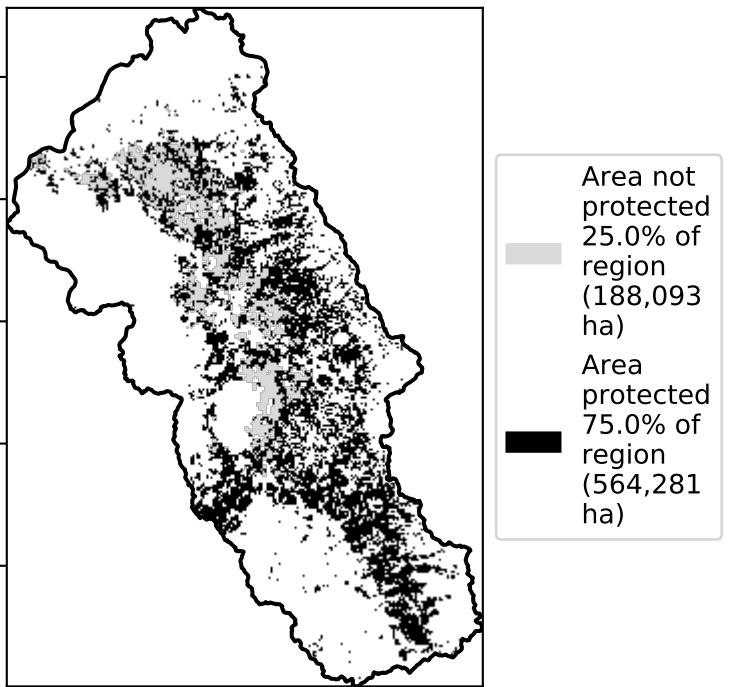 Area not
protected
25.0% of
region
(188,093
ha)
Area
protected
75.0% of
region
(564,281
ha)